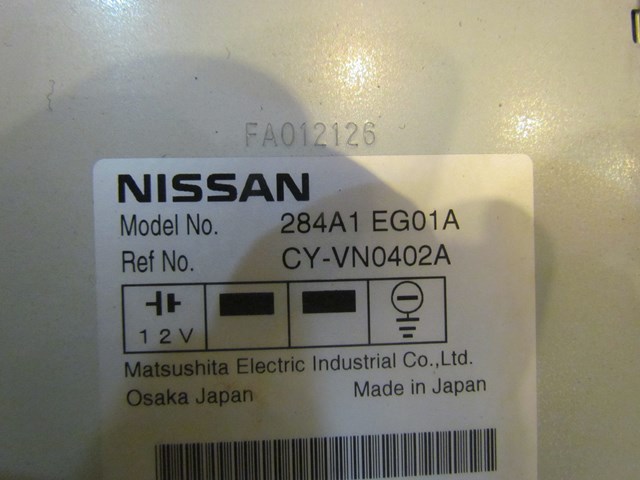 FA012126
NISSAN
Model No. 284A1 EG01A
Ref No. CY-VN0402A
12V
Matsushita Electric Industrial Co.,Ltd.
Osaka Japan Made in Japan